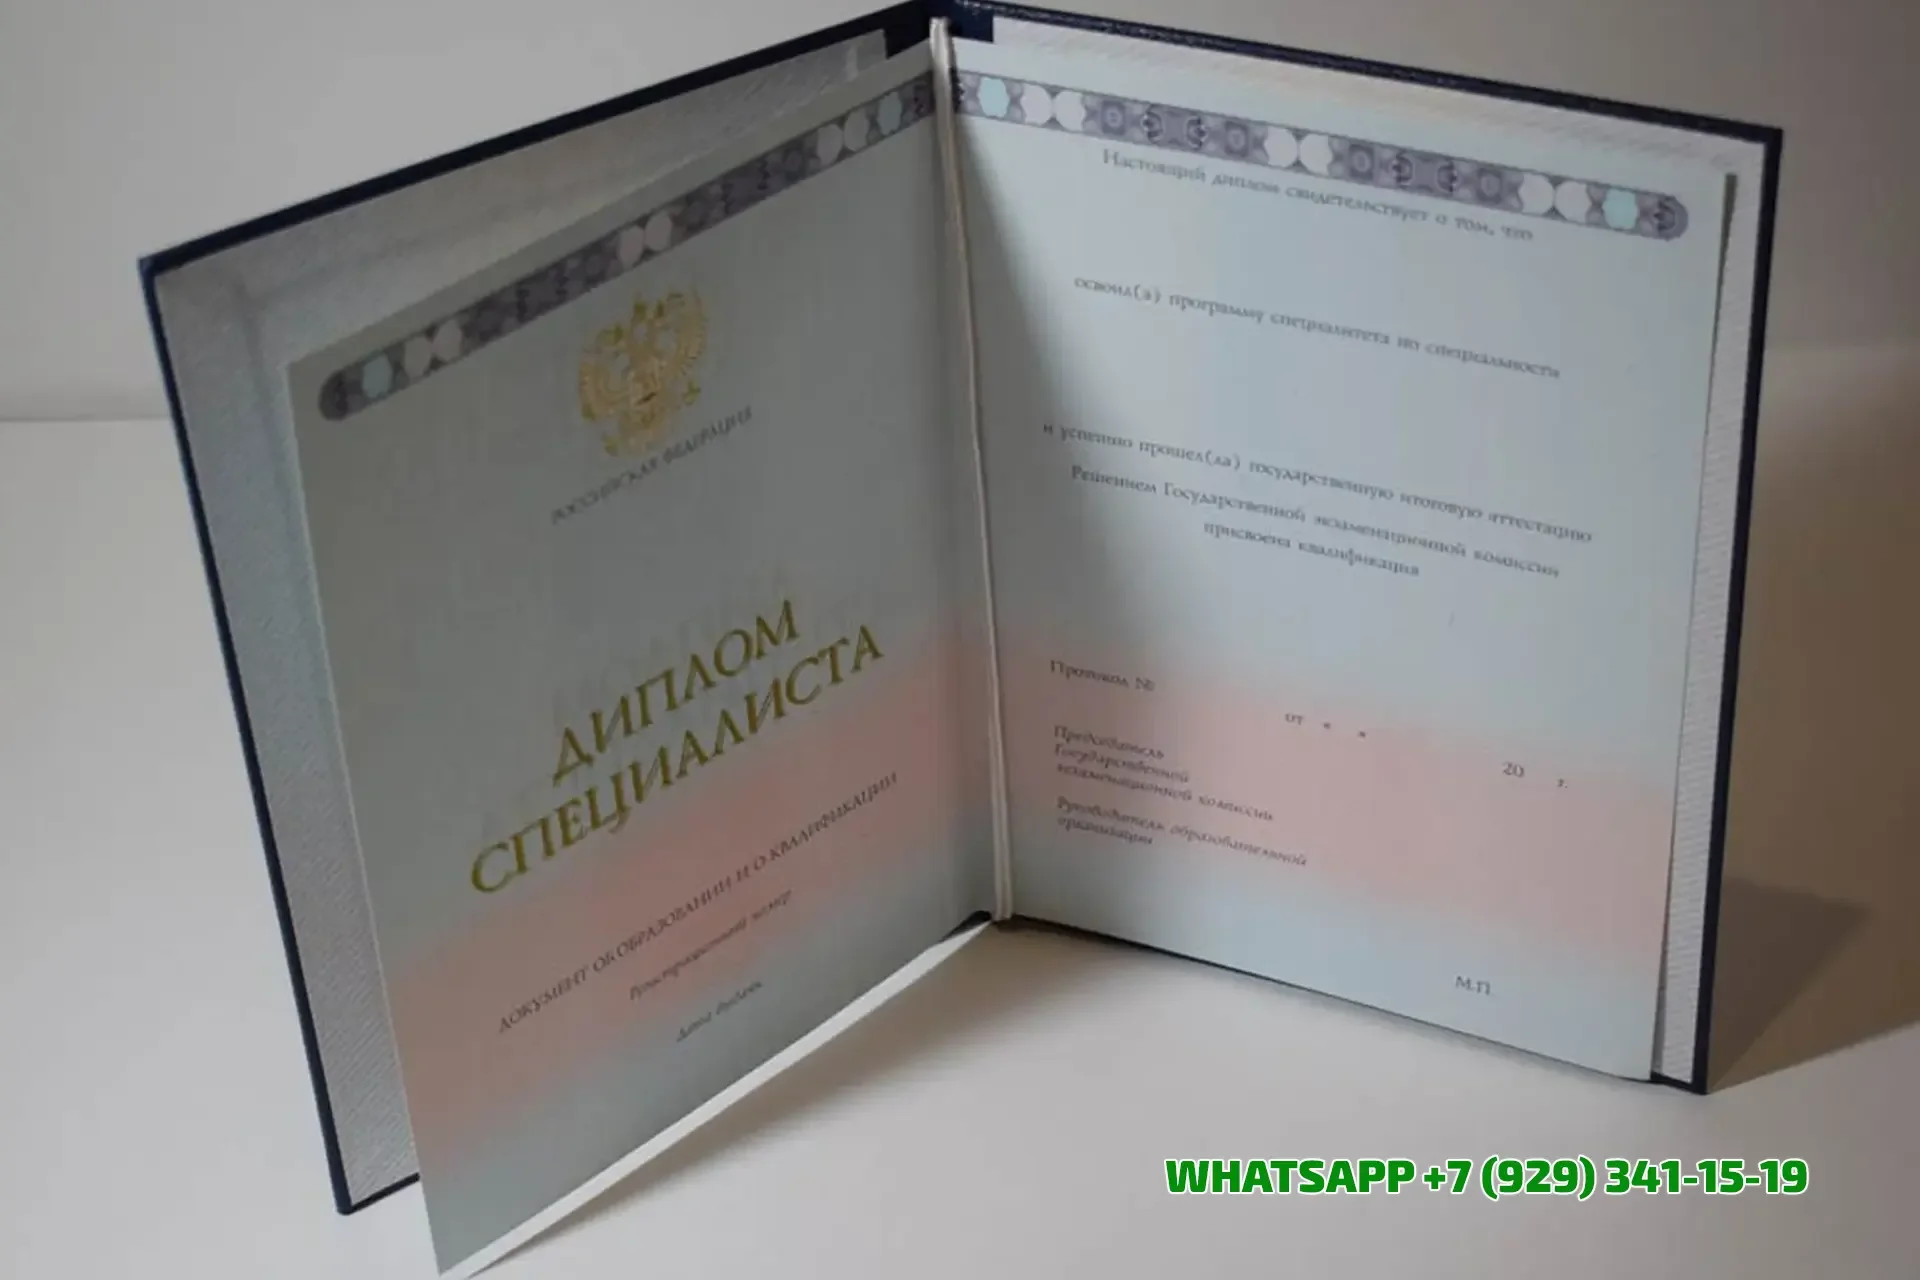 РОССИЙСКАЯ ФЕДЕРАЦИЯ
ДИПЛОМ
СПЕЦИАЛИСТА
ДОКУМЕНТ ОБ ОБРАЗОВАНИИ И О КВАЛИФИКАЦИИ
Регистрационный номер
Дата выдачи
Настоящий диплом свидетельствует о том, что
освоил(а) программу специалитета по специальности
и успешно прошел(ла) государственную итоговую аттестацию
Решением Государственной экзаменационной комиссии
присвоена квалификация
Протокол №
от « »
20 г.
Председатель
Государственной
экзаменационной комиссии
Руководитель образовательной
организации
М.П.
WHATSAPP +7 (929) 341-15-19